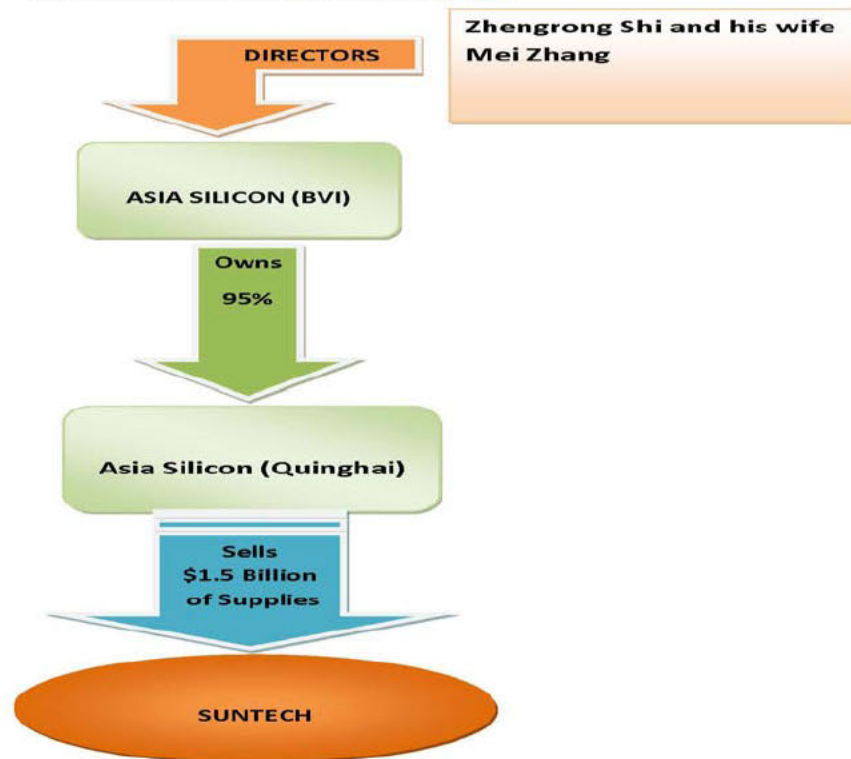 Zhengrong Shi and his wife
Mei Zhang
DIRECTORS
ASIA SILICON (BVI)
Owns
95%
Asia Silicon (Quinghai)
Sells
$1.5 Billion
of Supplies
SUNTECH